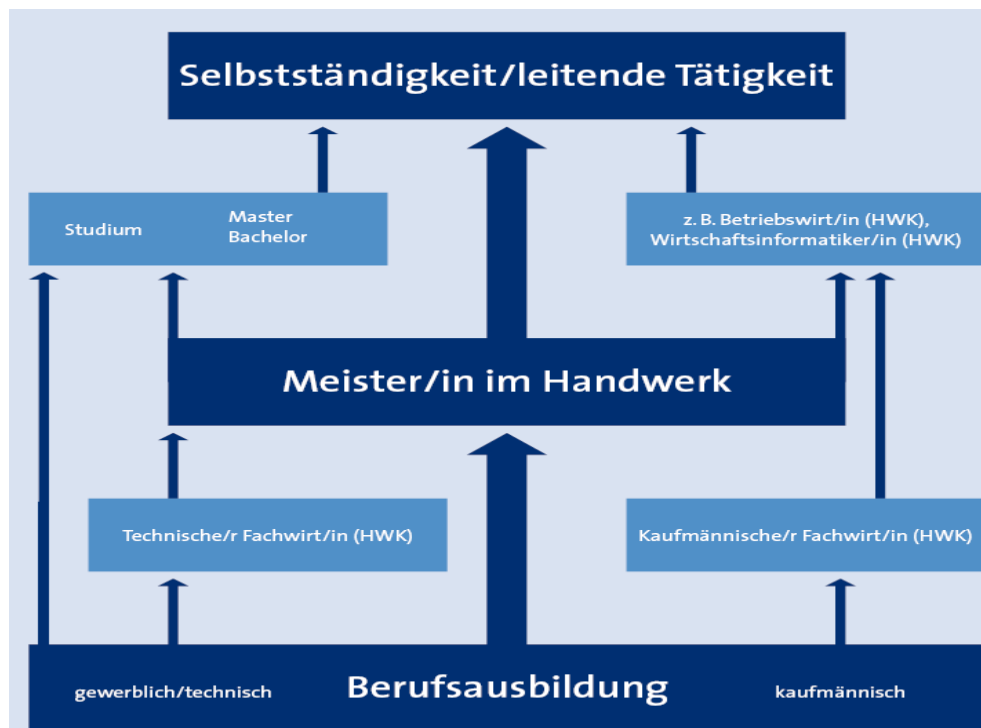 Selbstständigkeit/leitende Tätigkeit
Studium
Master
Bachelor
z. B. Betriebswirt/in (HWK),
Wirtschaftsinformatiker/in (HWK)
Meister/in im Handwerk
Technische/r Fachwirt/in (HWK)
Kaufmännische/r Fachwirt/in (HWK)
gewerblich/technisch
Berufsausbildung
kaufmännisch